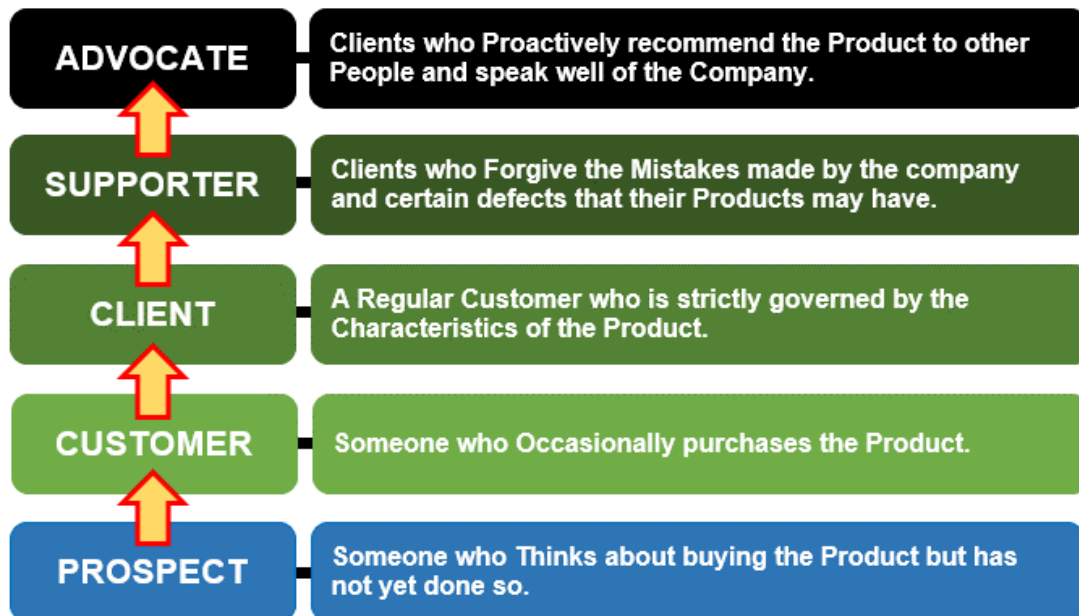 ADVOCATE
Clients who Proactively recommend the Product to other
People and speak well of the Company.
SUPPORTER
Clients who Forgive the Mistakes made by the company
and certain defects that their Products may have.
CLIENT
A Regular Customer who is strictly governed by the
Characteristics of the Product.
CUSTOMER
Someone who Occasionally purchases the Product.
PROSPECT
Someone who Thinks about buying the Product but has
not yet done so.